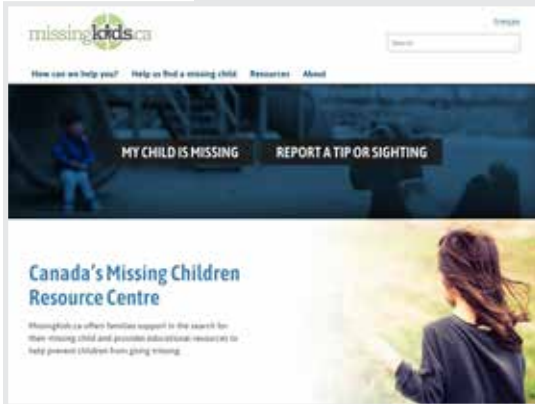 missingkids.ca
Français
Search
How can we help you? Help us find a missing child Resources About
MY CHILD IS MISSING REPORT A TIP OR SIGHTING
Canada's Missing Children
Resource Centre
Missingkids.ca offers families support in the search for
their missing child and provides educational resources to
help prevent children from going missing.